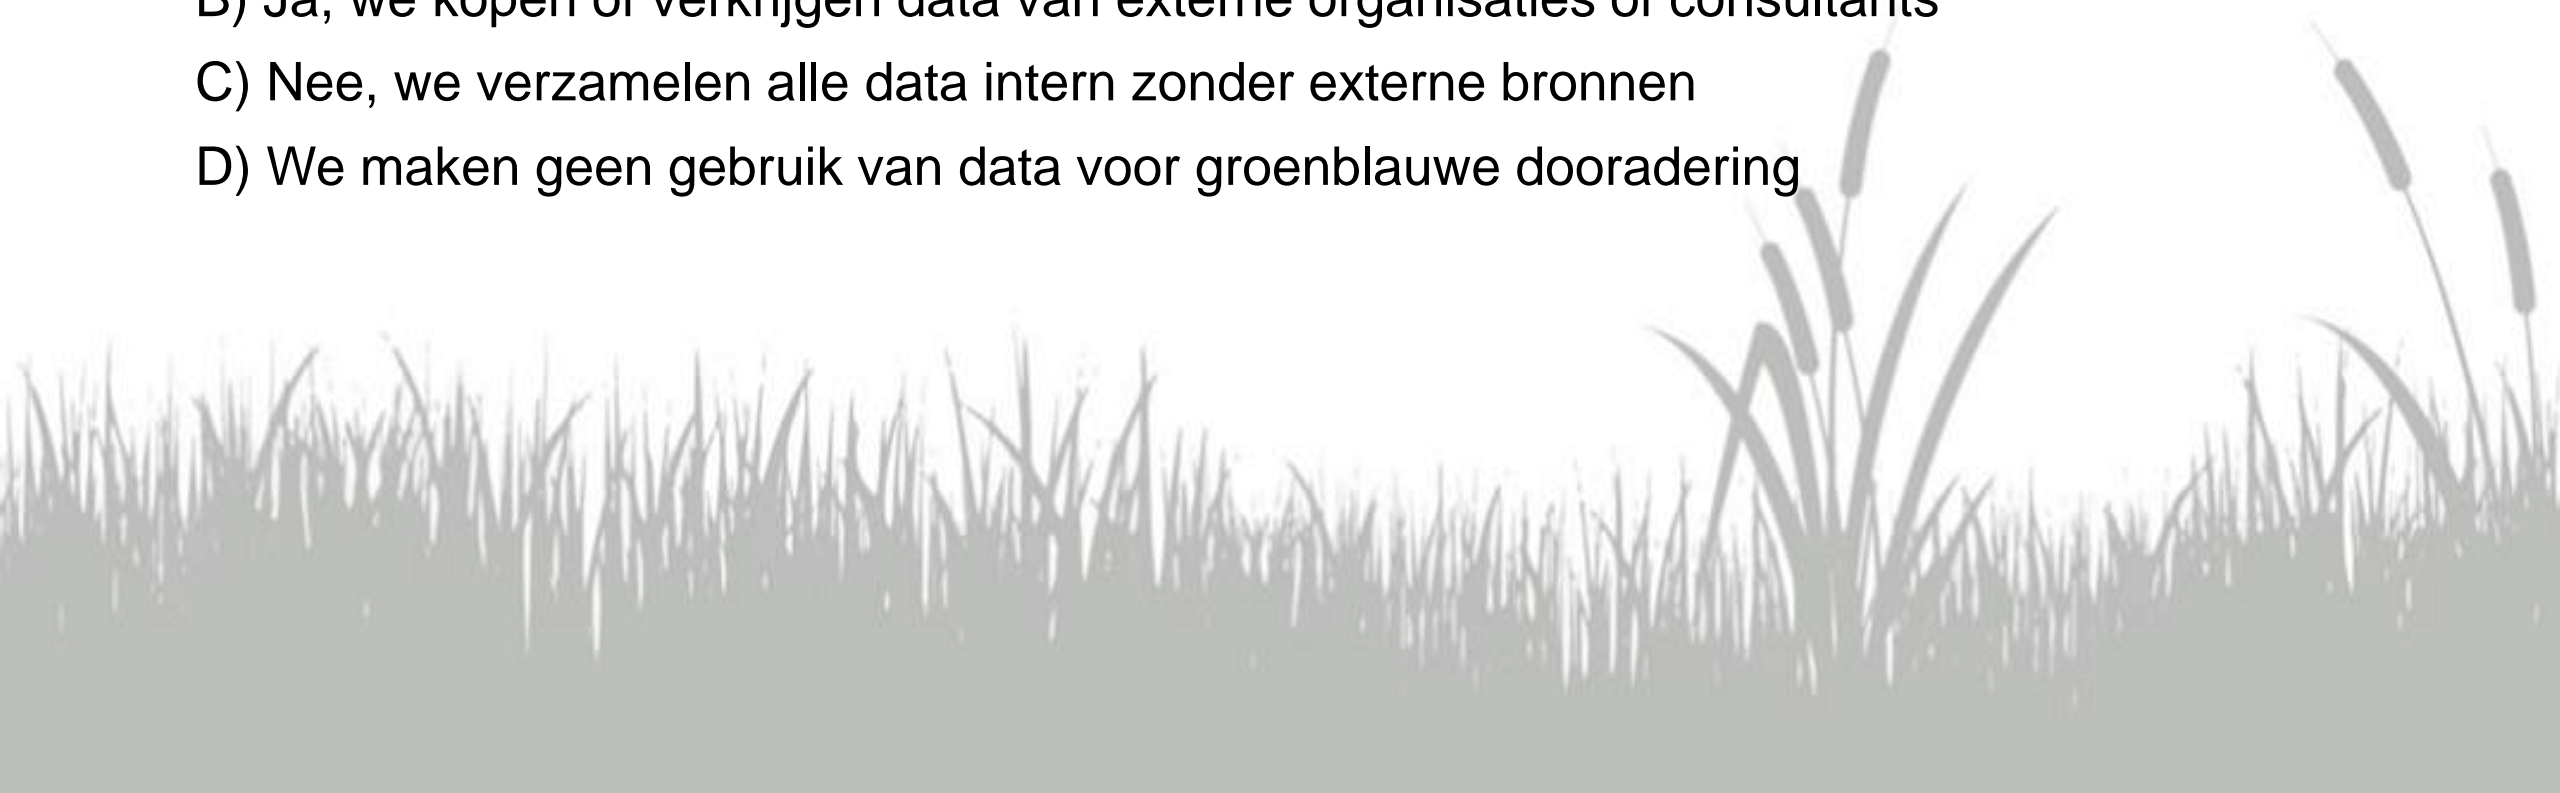 B) Ja, we kopen of verkrijgen data van externe organisaties of consultants
C) Nee, we verzamelen alle data intern zonder externe bronnen
D) We maken geen gebruik van data voor groenblauwe dooradering